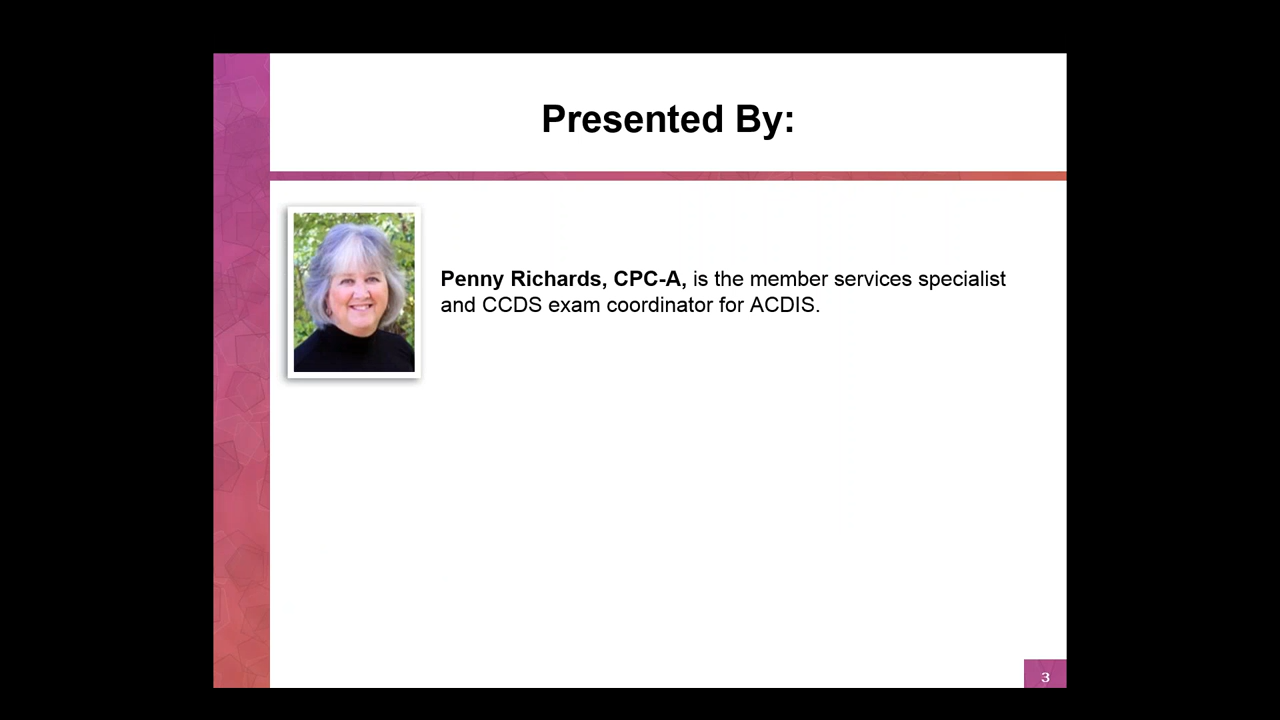 Presented By:
Penny Richards, CPC-A, is the member services specialist
and CCDS exam coordinator for ACDIS.
3